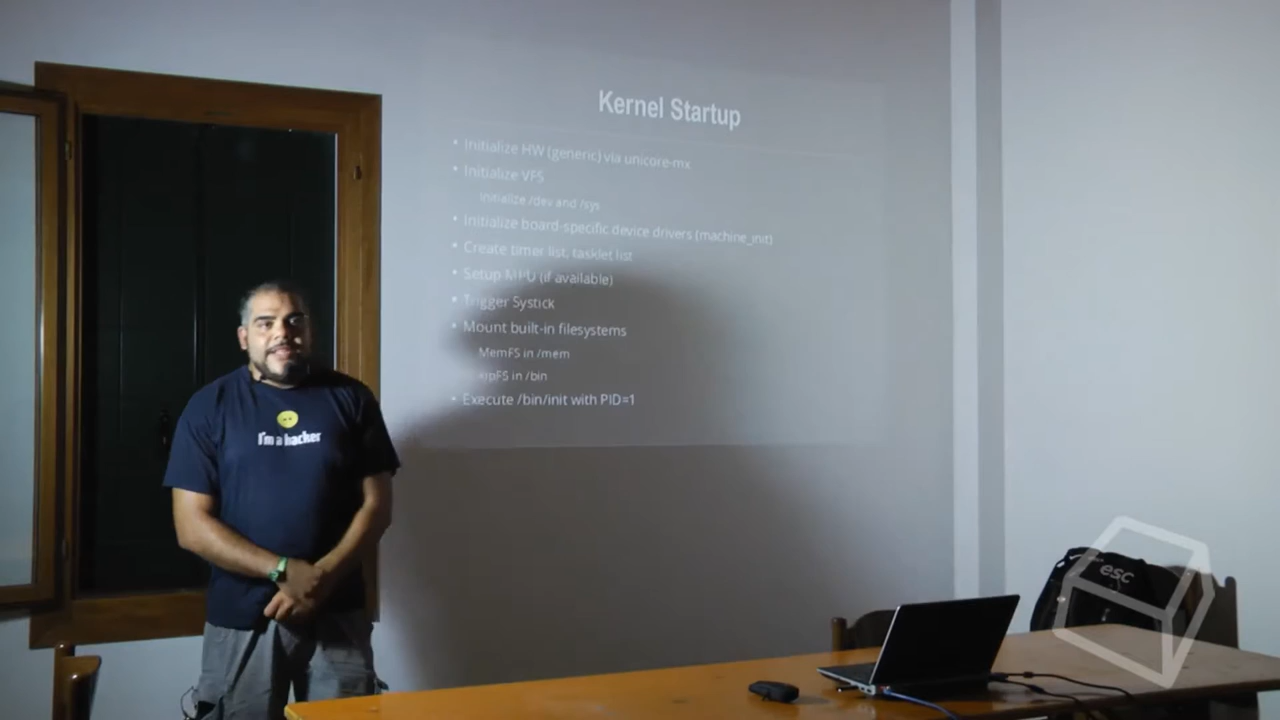 Kernel Startup
• Initialize HW (generic) via unicore-mx
• Initialize VFS
Initialize /dev and /sys
• Initialize board-specific device drivers (machine_init)
• Create timer list, tasklet list
• Setup MPU (if available)
• Trigger Systick
• Mount built-in filesystems
MemFS in /mem
in /bin
• Execute /bin/init with PID=1
I'm a hacker
esc